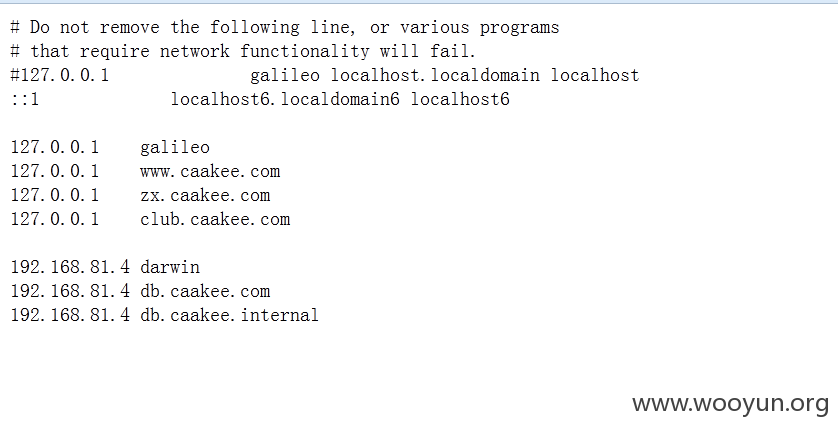 # Do not remove the following line, or various programs
# that require network functionality will fail.
#127.0.0.1 galileo localhost.localdomain localhost
::1 localhost6.localdomain6 localhost6
127.0.0.1 galileo
127.0.0.1 www.caakee.com
127.0.0.1 zx.caakee.com
127.0.0.1 club.caakee.com
192.168.81.4 darwin
192.168.81.4 db.caakee.com
192.168.81.4 db.caakee.internal
www.wooyun.org